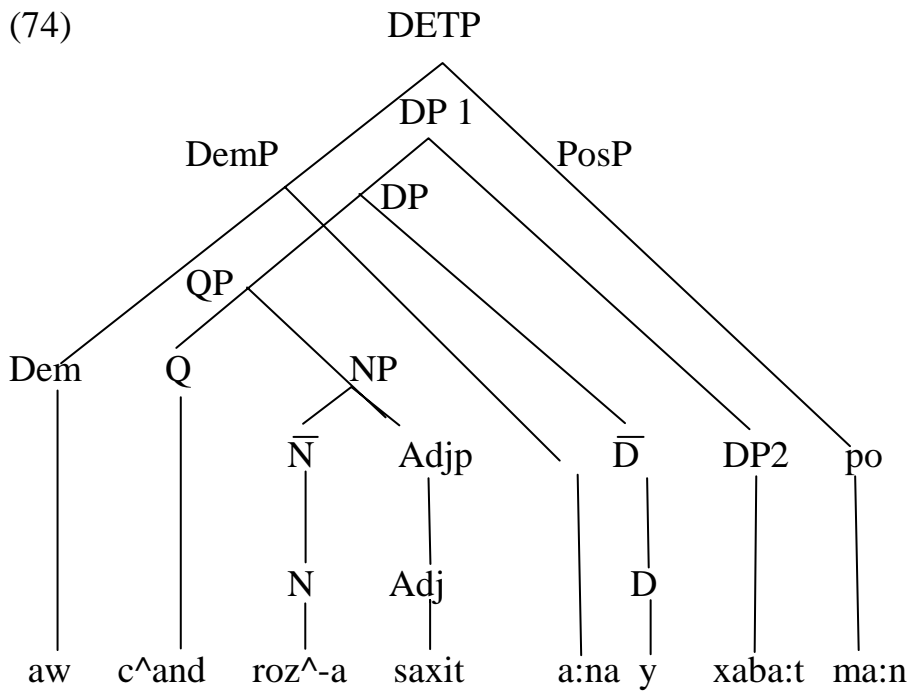 (74) DETP
DP 1
DemP PosP
DP
QP
Dem Q NP
N̅ Adjp D̅ DP2 po
N Adj D
aw c^and roz^-a saxit a:na y xaba:t ma:n